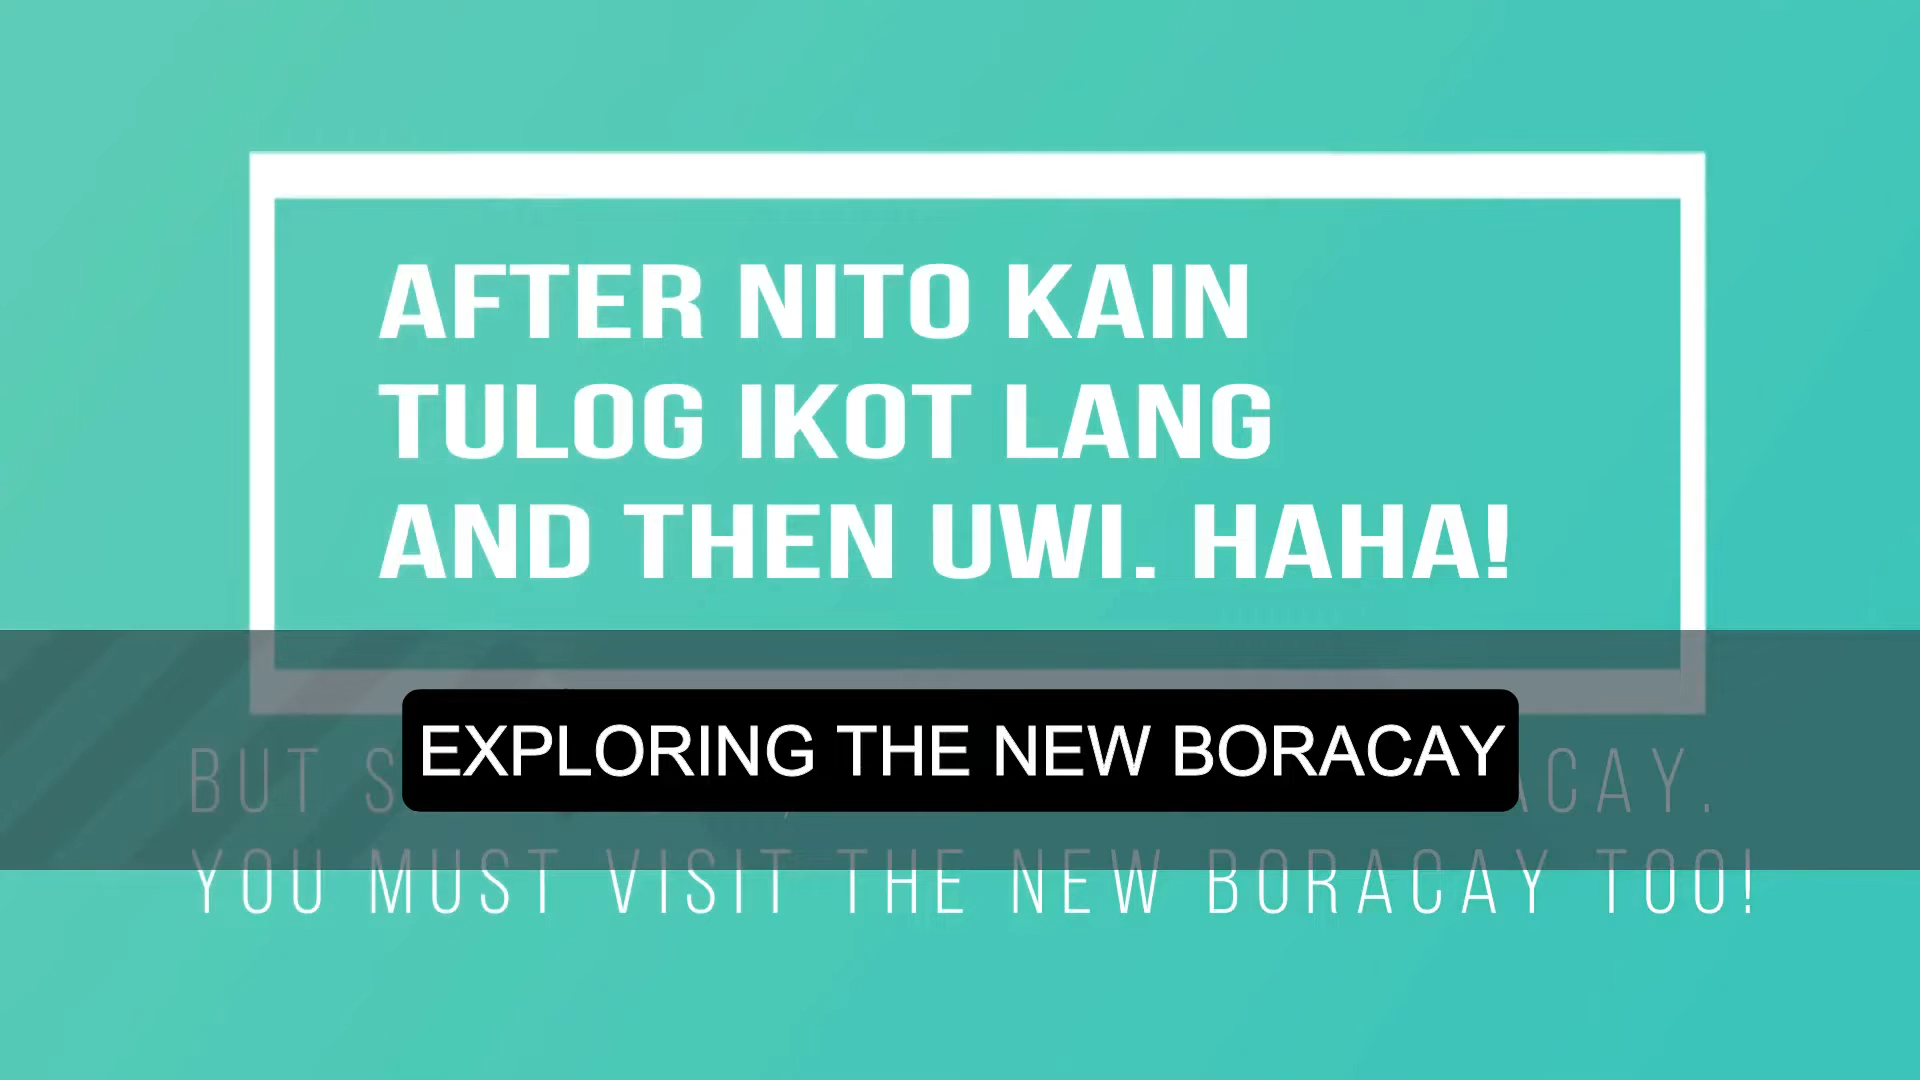 AFTER NITO KAIN
TULOG IKOT LANG
AND THEN UWI. HAHA!
EXPLORING THE NEW BORACAY
BUT
YOU MUST VISIT THE NEW BORACAY TOO!